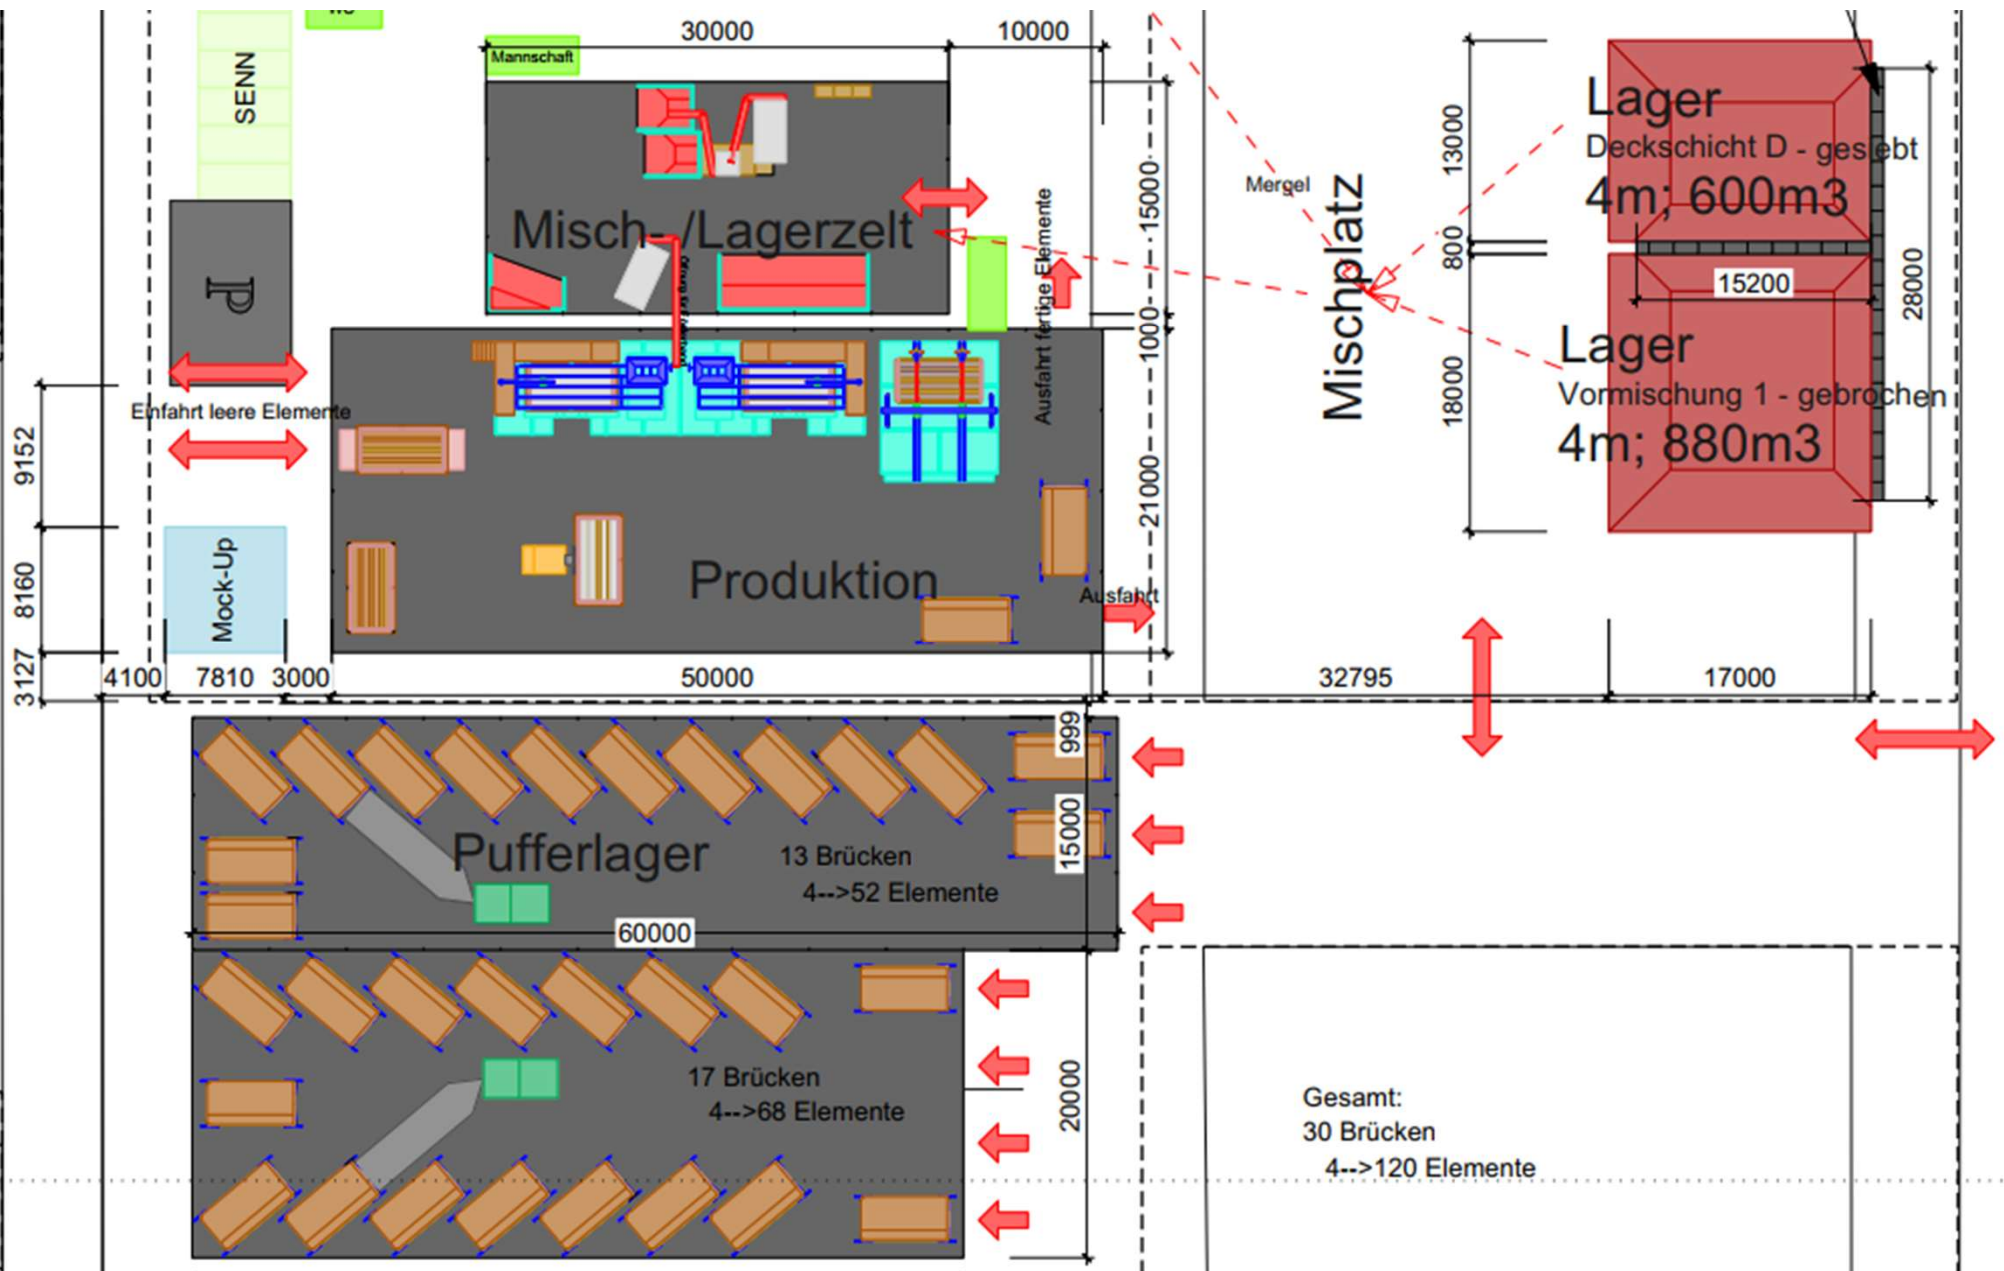 30000
10000
Mannschaft
SENN
Lager
Deckschicht D - gesiebt
4m; 600m3
13000
800
18000
15200
28000
Mergel
Mischplatz
Misch- /Lagerzelt
15000
1000
21000
Ausfahrt fertige Elemente
P
Einfahrt leere Elemente
Lager
Vormischung 1 - gebrochen
4m; 880m3
9152
8160
3127
Mock-Up
Produktion
Ausfahrt
4100
7810
3000
50000
32795
17000
999
15000
Pufferlager
13 Brücken
4-->52 Elemente
60000
17 Brücken
4-->68 Elemente
20000
Gesamt:
30 Brücken
4-->120 Elemente